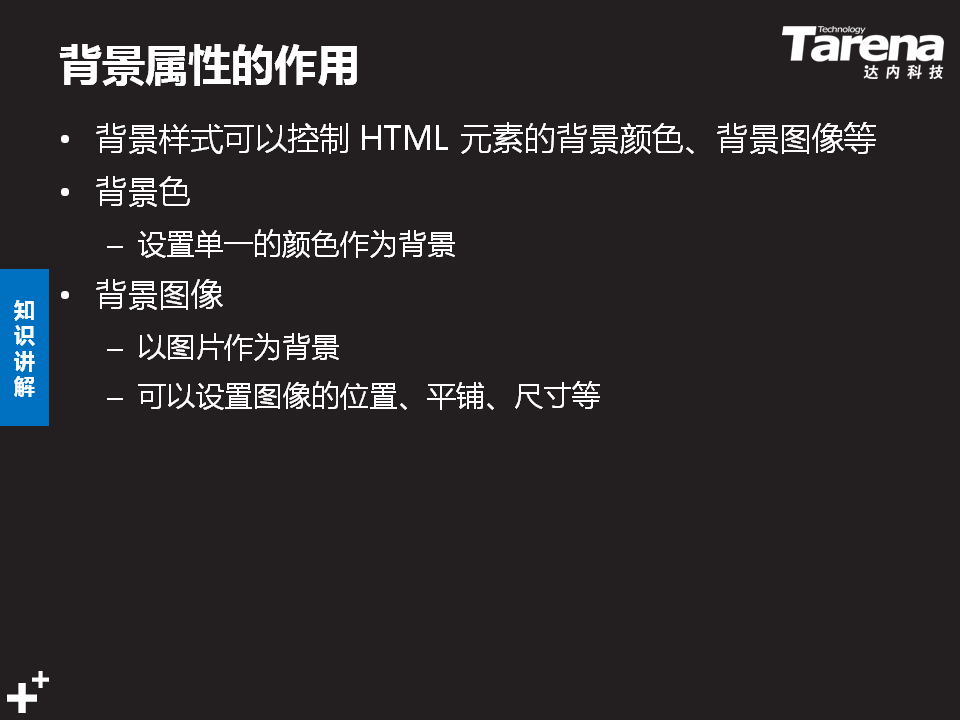 背景属性的作用
Technology
Tarena
达内科技
• 背景样式可以控制 HTML 元素的背景颜色、背景图像等
• 背景色
– 设置单一的颜色作为背景
• 背景图像
– 以图片作为背景
– 可以设置图像的位置、平铺、尺寸等
知识讲解